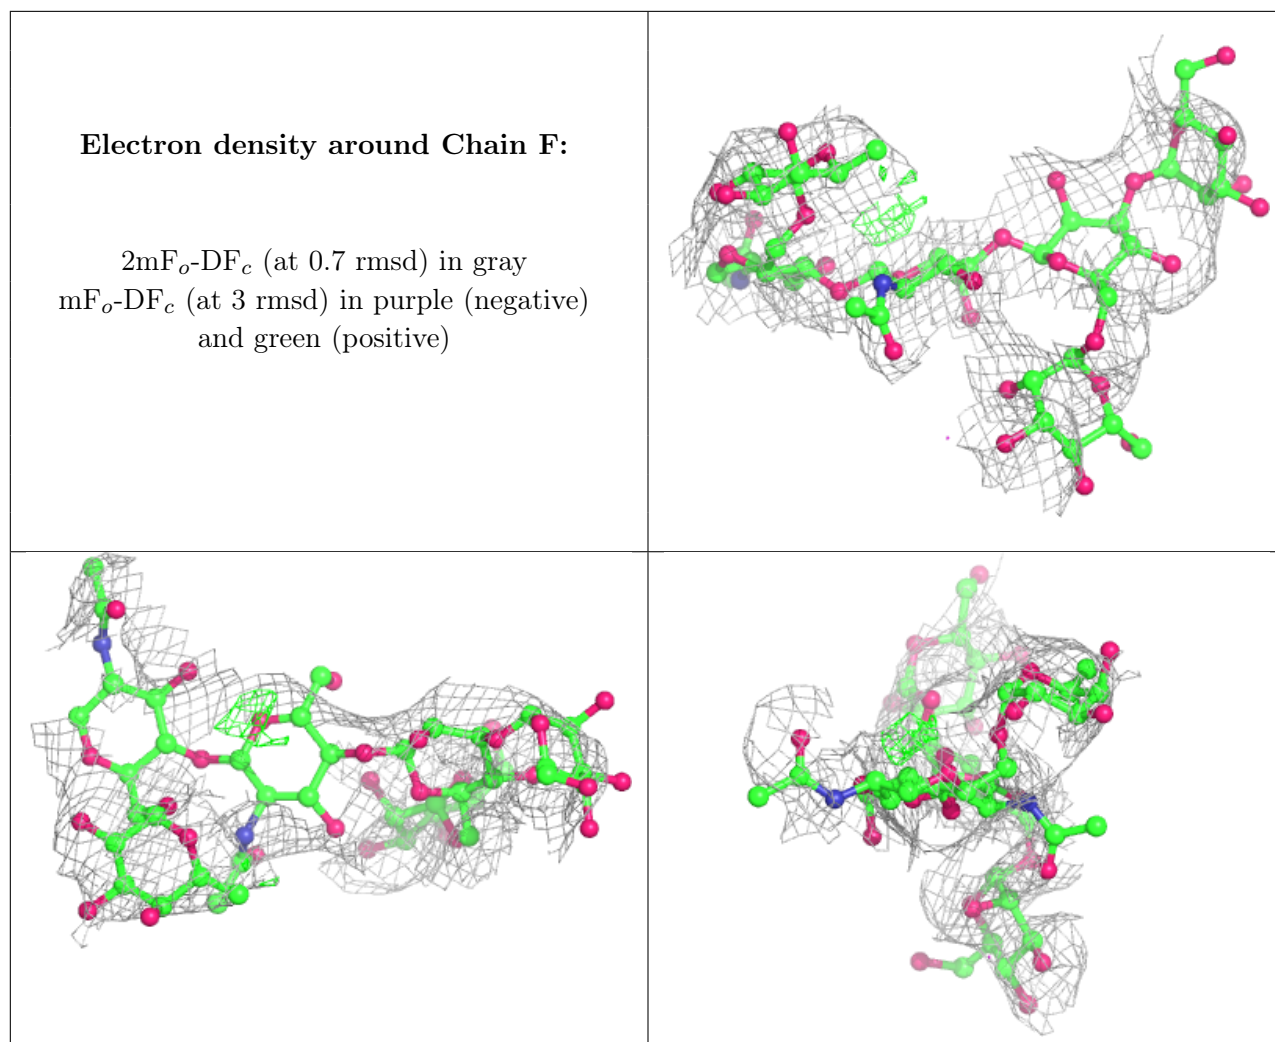 Electron density around Chain F:
2mFₒ-DF𝒸 (at 0.7 rmsd) in gray
mFₒ-DF𝒸 (at 3 rmsd) in purple (negative)
and green (positive)